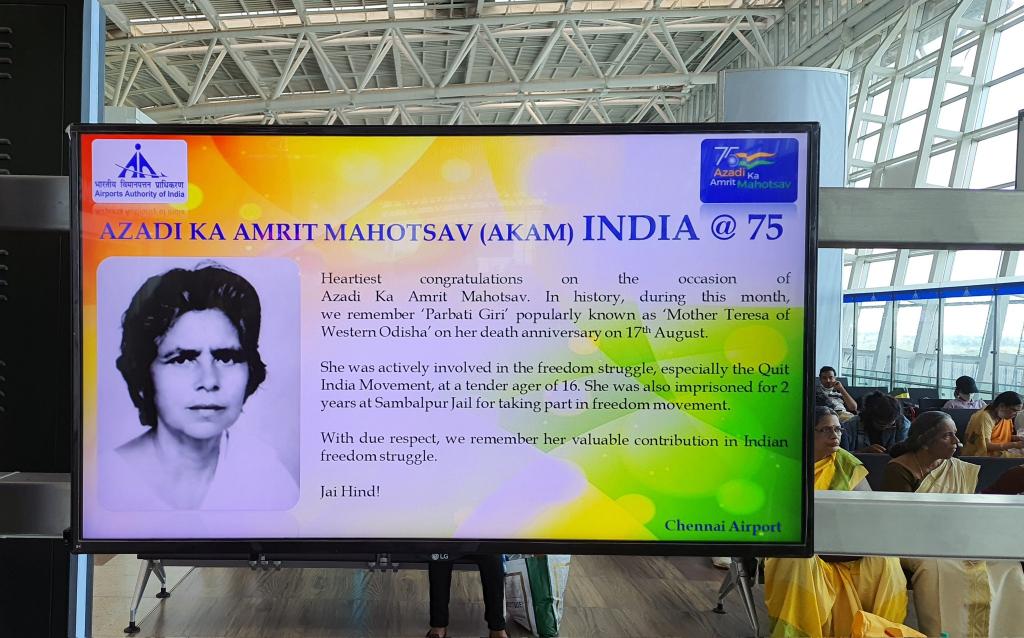 भारतीय विमानपत्तन प्राधिकरण
Airports Authority of India
75
Azadi Ka
Amrit Mahotsav
AZADI KA AMRIT MAHOTSAV (AKAM) INDIA @ 75
Heartiest congratulations on the occasion of
Azadi Ka Amrit Mahotsav. In history, during this month,
we remember 'Parbati Giri' popularly known as 'Mother Teresa of
Western Odisha' on her death anniversary on 17th August.
She was actively involved in the freedom struggle, especially the Quit
India Movement, at a tender ager of 16. She was also imprisoned for 2
years at Sambalpur Jail for taking part in freedom movement.
With due respect, we remember her valuable contribution in Indian
freedom struggle.
Jai Hind!
Chennai Airport
LG